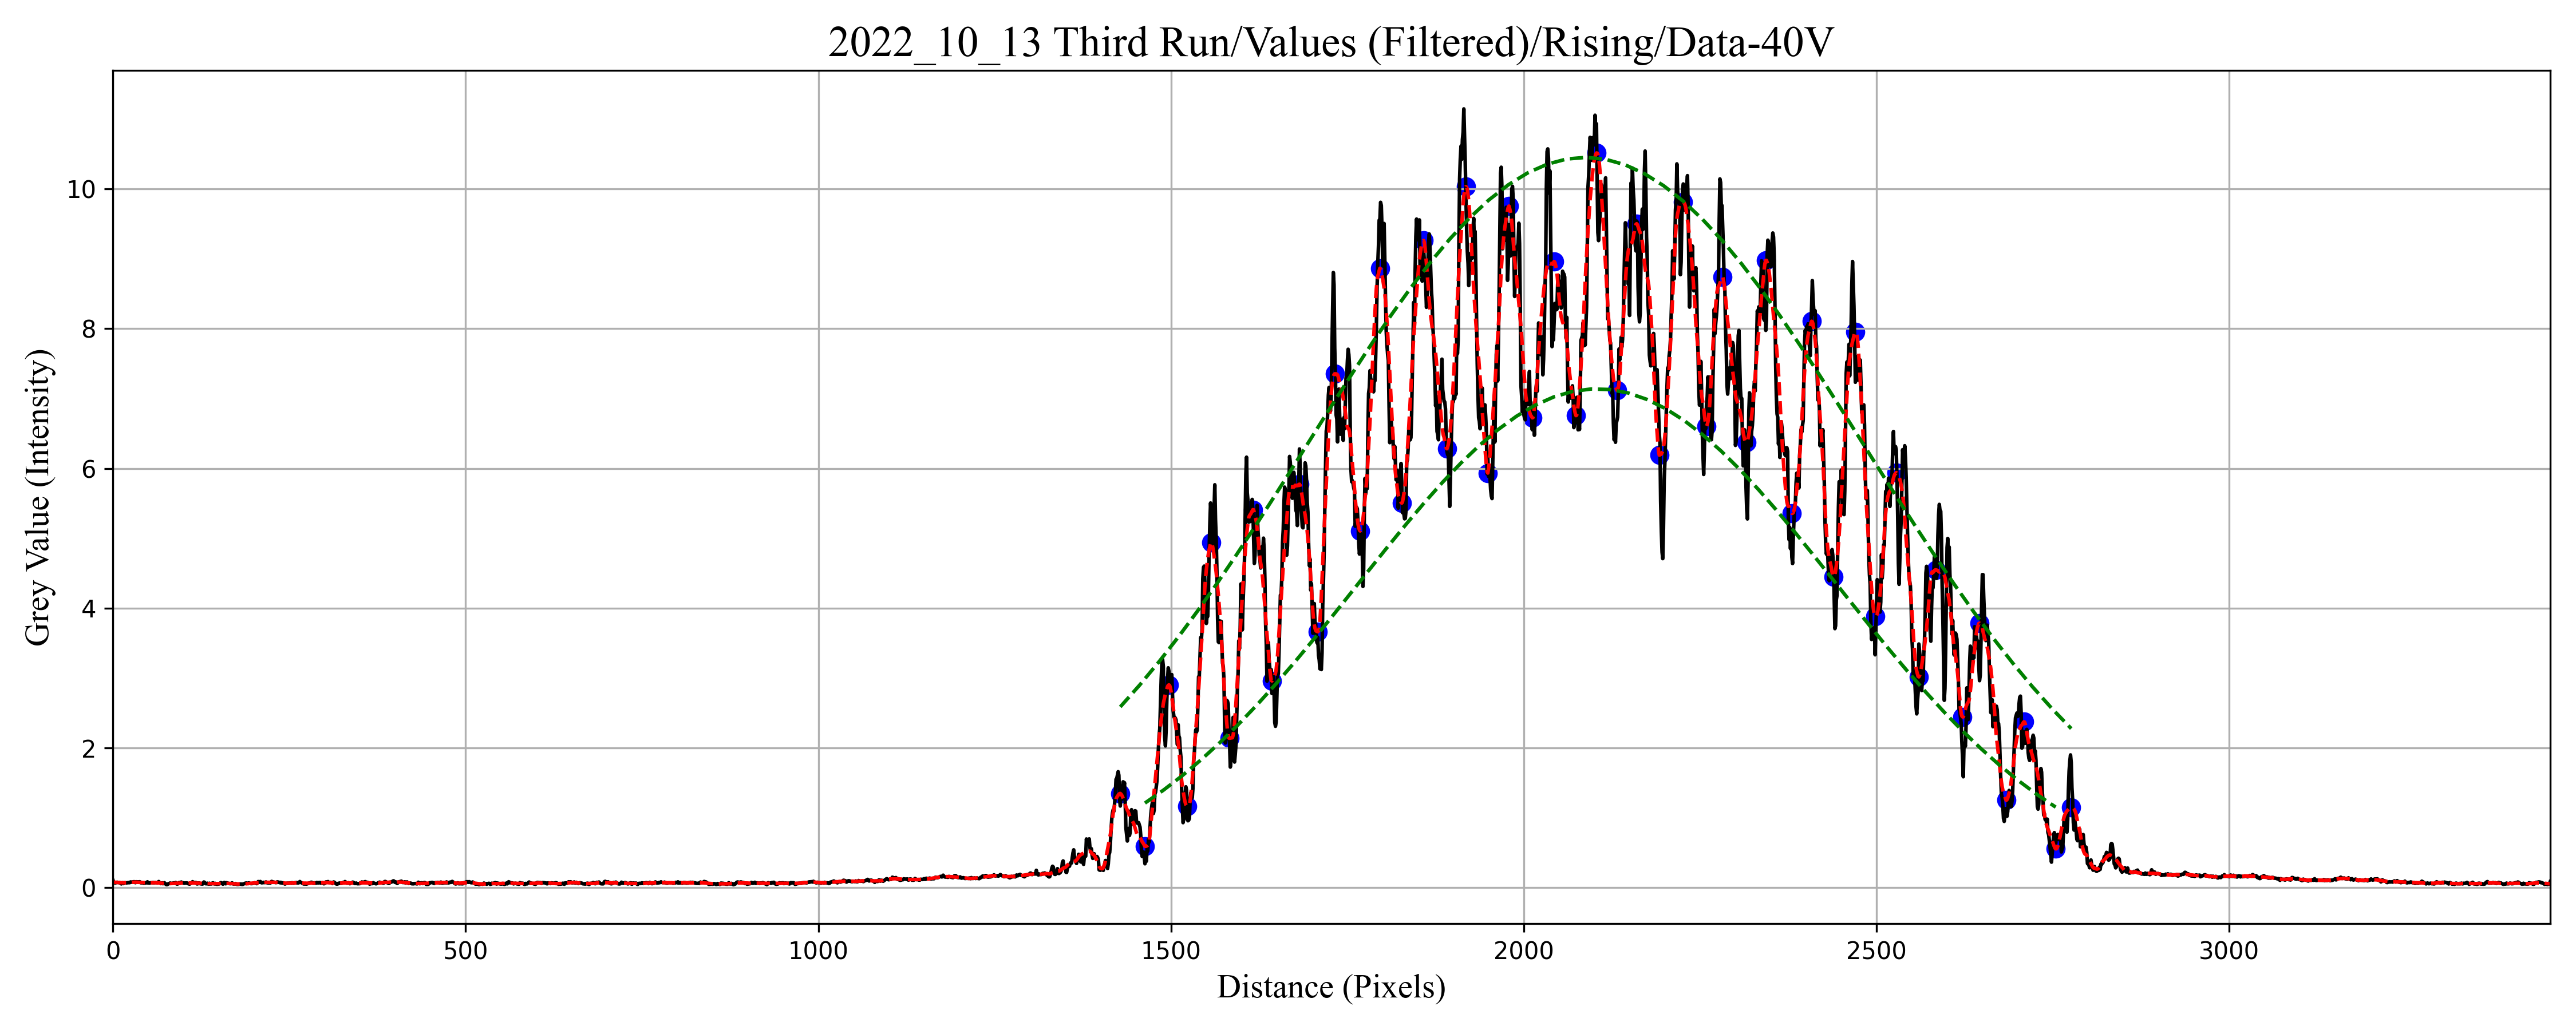 2022_10_13 Third Run/Values (Filtered)/Rising/Data-40V
Grey Value (Intensity)
10
8
6
4
2
0
0 500 1000 1500 2000 2500 3000
Distance (Pixels)